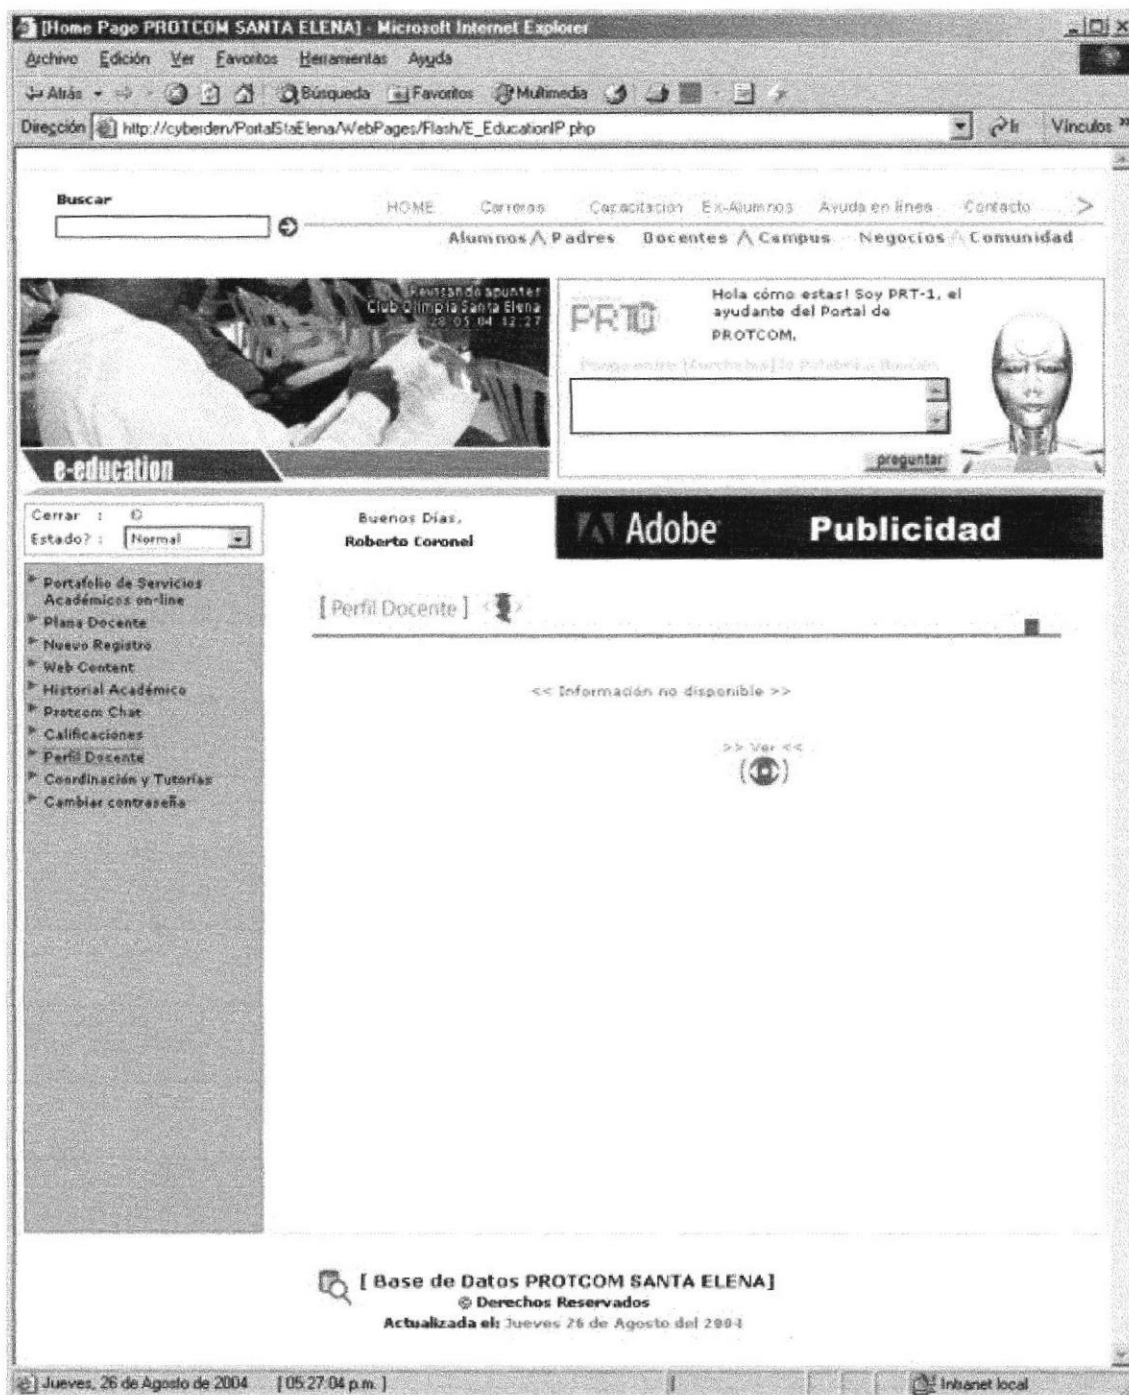 [Home Page PROTCOM SANTA ELENA] - Microsoft Internet Explorer
Archivo Edición Ver Favoritos Herramientas Ayuda
Atrás Búsqueda Favoritos Multimedia
Dirección http://cyberden/PortalStaElena/WebPages/Flash/E_EducationIP.php Ir Vínculos »
Buscar
HOME Carreras Capacitacion Ex-Alumnos Ayuda en linea Contacto >
Alumnos Padres Docentes Campus Negocios Comunidad
Revisando apuntes
Club Olimpia Santa Elena
28 05 04 12:27
e-education
Hola cómo estas! Soy PRT-1, el
ayudante del Portal de
PROTCOM.
la Palabra a Buscar
preguntar
Cerrar :
Estado? : Normal
Buenos Días,
Roberto Coronel
Adobe Publicidad
Portafolio de Servicios
Académicos on-line
Plana Docente
Nuevo Registro
Web Content
Historial Académico
Protcom Chat
Calificaciones
Perfil Docente
Coordinación y Tutorías
Cambiar contraseña
[ Perfil Docente ]
<< Información no disponible >>
>> Ver <<
[ Base de Datos PROTCOM SANTA ELENA]
© Derechos Reservados
Actualizada el: Jueves 26 de Agosto del 2004
Jueves, 26 de Agosto de 2004 [ 05:27:04 p.m. ] Intranet local